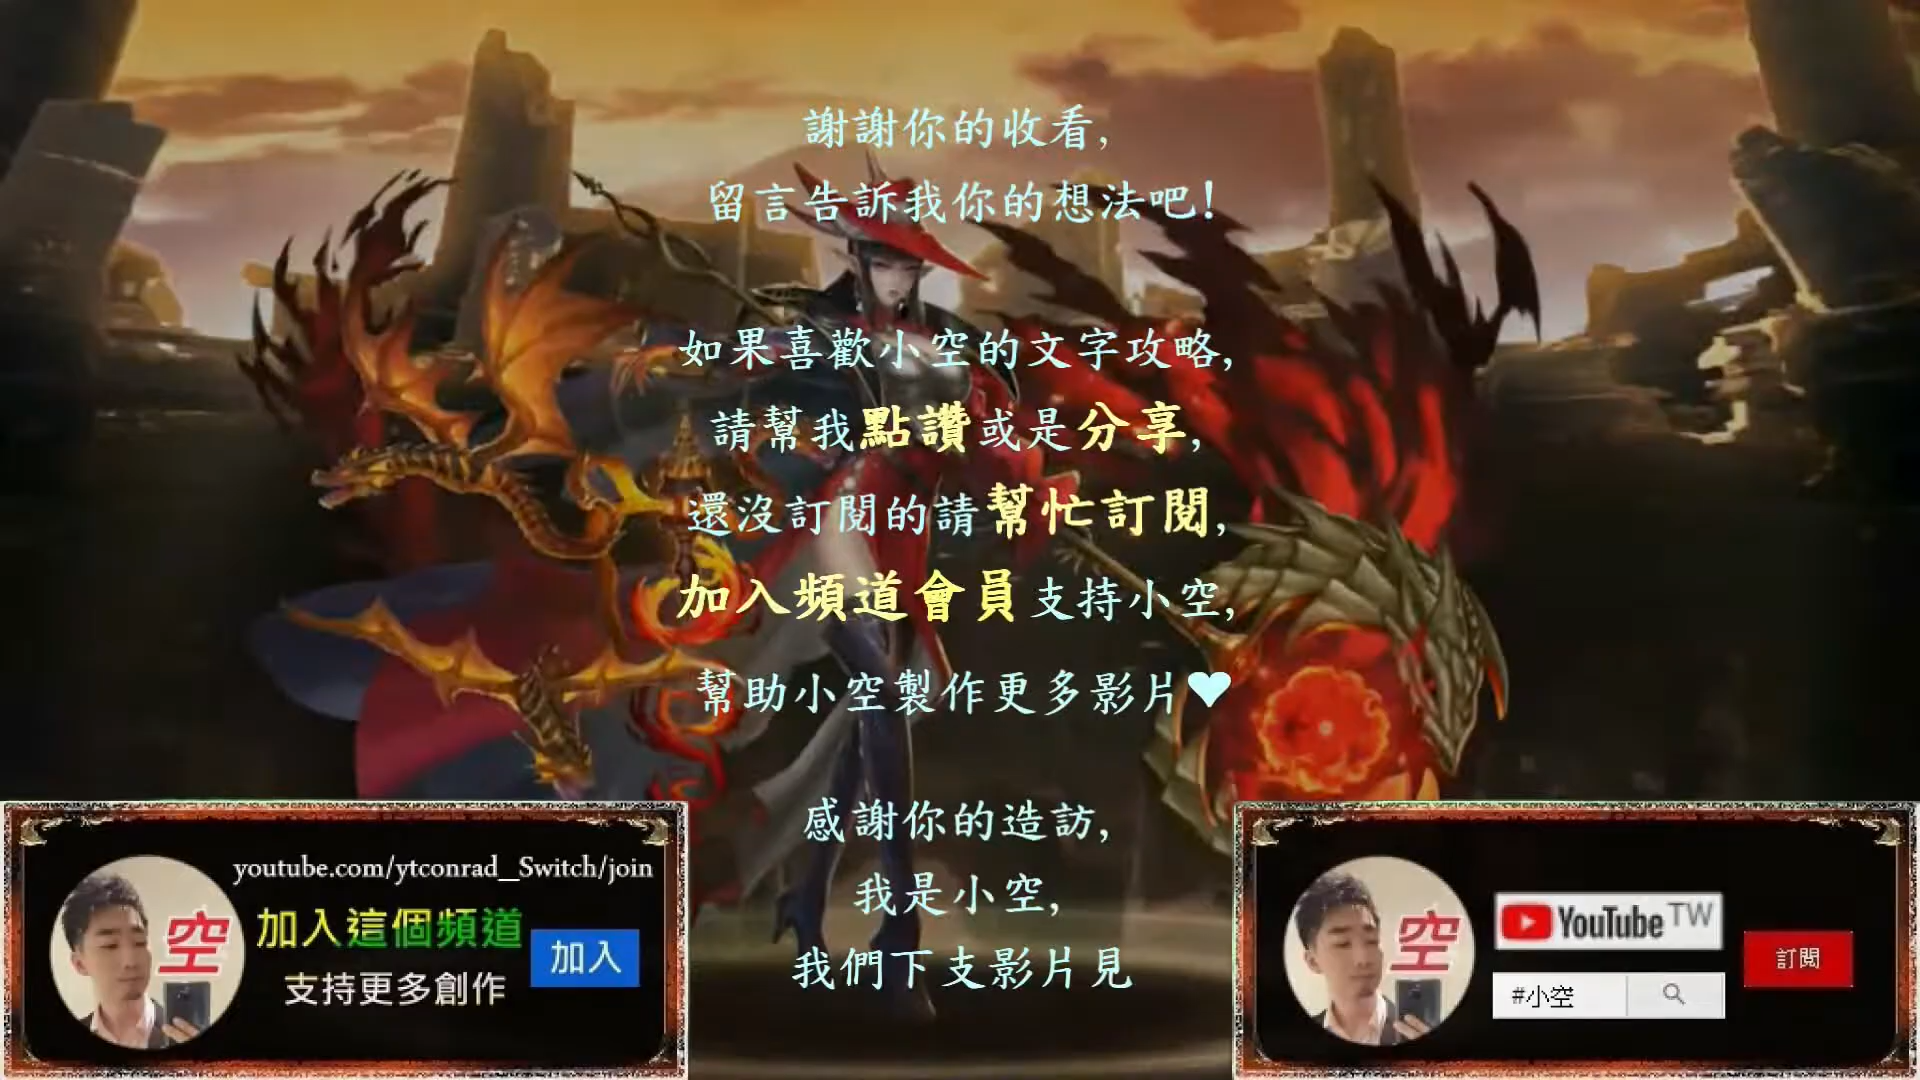 謝謝你的收看,
留言告訴我你的想法吧!
如果喜歡小空的文字攻略,
請幫我點讚或是分享,
還沒訂閱的請幫忙訂閱,
加入頻道會員支持小空,
幫助小空製作更多影片♥
感謝你的造訪,
我是小空,
我們下支影片見
youtube.com/ytconrad_Switch/join
空
加入這個頻道
支持更多創作
加入
空
YouTube TW
#小空
訂閱